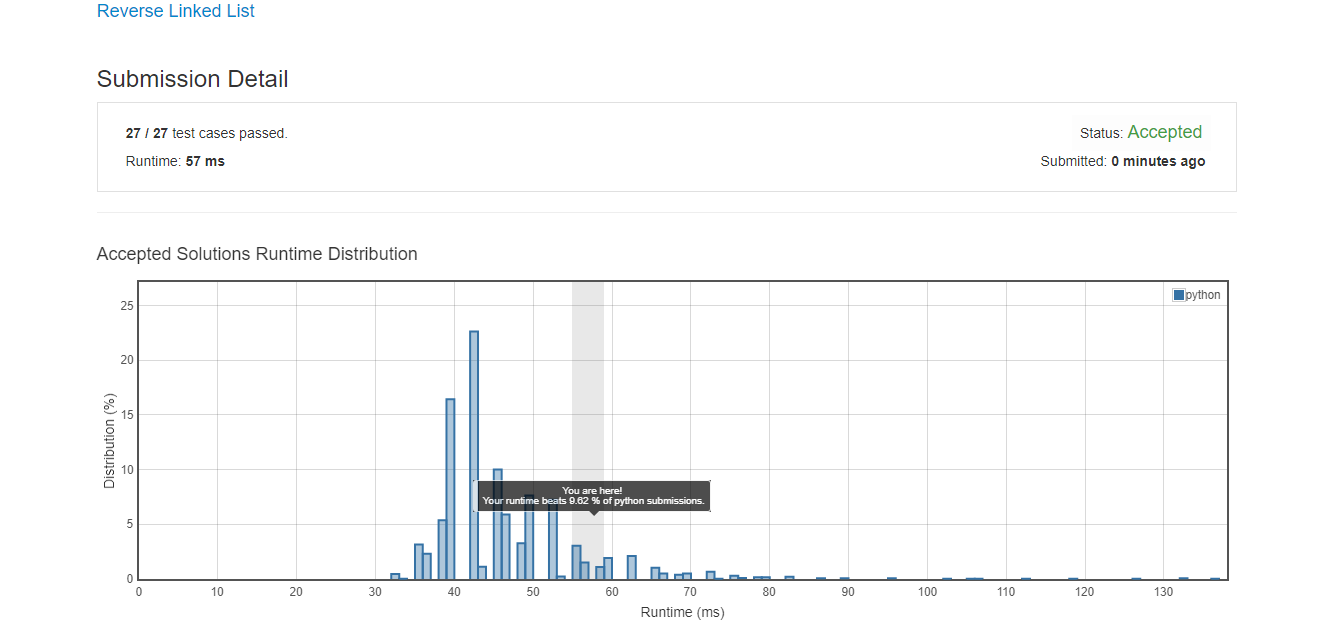 Reverse Linked List
Submission Detail
27 / 27 test cases passed.
Status: Accepted
Runtime: 57 ms
Submitted: 0 minutes ago
Accepted Solutions Runtime Distribution
python
25
20
15
10
5
0
Distribution (%)
You are here!
Your runtime beats 9.62 % of python submissions.
0 10 20 30 40 50 60 70 80 90 100 110 120 130
Runtime (ms)